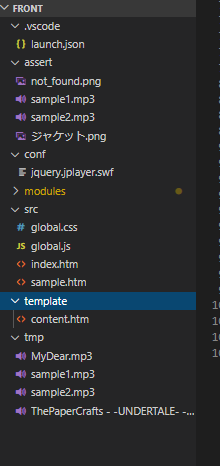 FRONT
.vscode
launch.json
assert
not_found.png
sample1.mp3
sample2.mp3
ジャケット.png
conf
jquery.jplayer.swf
modules
src
global.css
JS global.js
index.htm
sample.htm
template
content.htm
tmp
MyDear.mp3
sample1.mp3
sample2.mp3
ThePaperCrafts - -UNDERTALE- -...